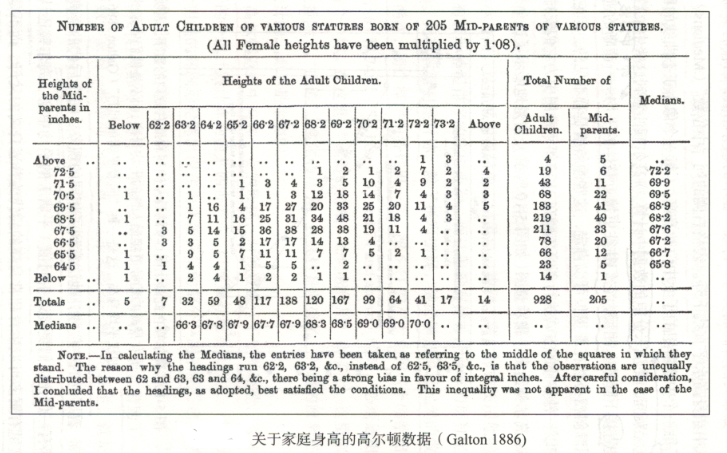 NUMBER OF ADULT CHILDREN OF VARIOUS STATURES BORN OF 205 MID-PARENTS OF VARIOUS STATURES.
(All Female heights have been multiplied by 1·08).
Heights of the Mid-parents in inches. Heights of the Adult Children. Total Number of Medians.
Below 62·2 63·2 64·2 65·2 66·2 67·2 68·2 69·2 70·2 71·2 72·2 73·2 Above Adult Children. Mid-parents.
Above .. .. .. .. .. .. .. .. .. .. .. .. 1 3 .. 4 5 ..
72·5 .. .. .. .. .. .. .. 1 2 1 2 7 2 4 19 6 72·2
71·5 .. .. .. .. 1 3 4 3 5 10 4 9 2 2 43 11 69·9
70·5 1 .. 1 .. 1 1 3 12 18 14 7 4 3 3 68 22 69·5
69·5 .. .. 1 16 4 17 27 20 33 25 20 11 4 5 183 41 68·9
68·5 1 .. 7 11 16 25 31 34 48 21 18 4 3 .. 219 49 68·2
67·5 .. 3 5 14 15 36 38 28 38 19 11 4 .. .. 211 33 67·6
66·5 .. 3 3 5 2 17 17 14 13 4 .. .. .. .. 78 20 67·2
65·5 1 .. 9 5 7 11 11 7 7 5 2 1 .. .. 66 12 66·7
64·5 1 1 4 4 1 5 5 .. 2 .. .. .. .. .. 23 5 65·8
Below .. 1 .. 2 4 1 2 2 1 1 .. .. .. .. .. 14 1 ..
Totals .. 5 7 32 59 48 117 138 120 167 99 64 41 17 14 928 205 ..
Medians .. .. .. 66·3 67·8 67·9 67·7 67·9 68·3 68·5 69·0 69·0 70·0 .. .. .. .. ..
NOTE.—In calculating the Medians, the entries have been taken as referring to the middle of the squares in which they
stand. The reason why the headings run 62·2, 63·2, &c., instead of 62·5, 63·5, &c., is that the observations are unequally
distributed between 62 and 63, 63 and 64, &c., there being a strong bias in favour of integral inches. After careful consideration,
I concluded that the headings, as adopted, best satisfied the conditions. This inequality was not apparent in the case of the
Mid-parents.
关于家庭身高的高尔顿数据（Galton 1886)